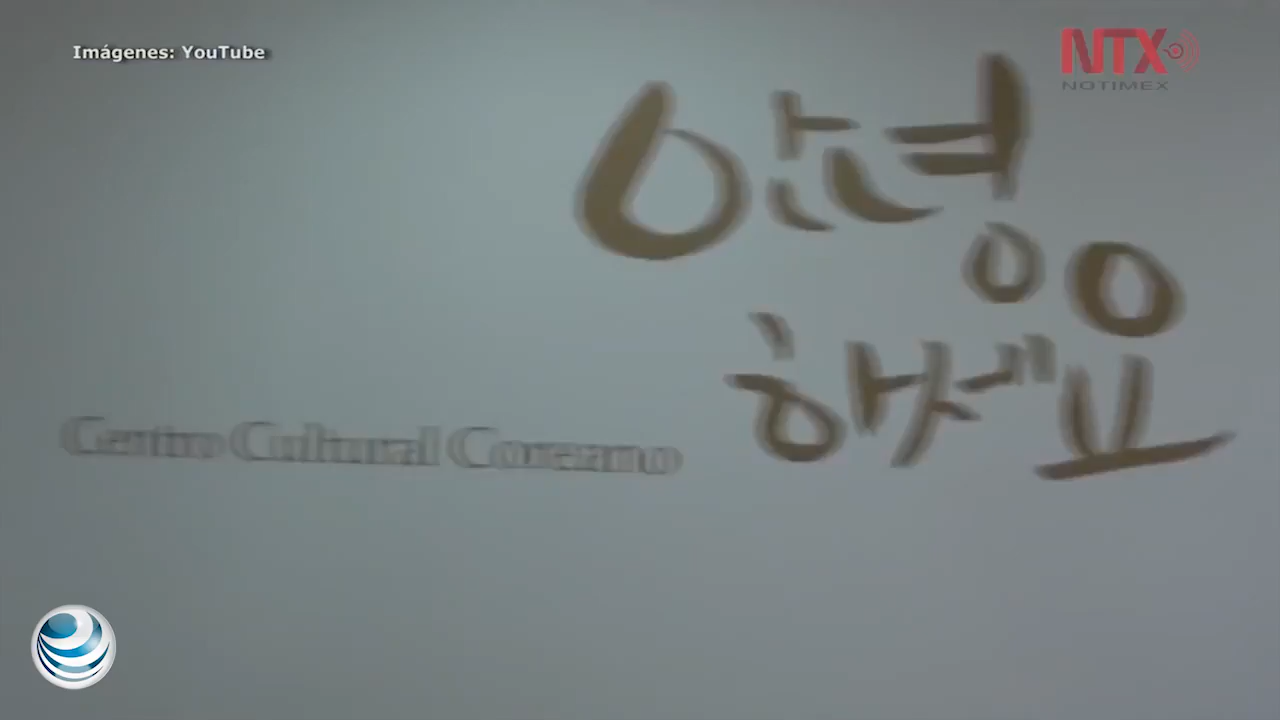 Imágenes: YouTube
NTX
NOTIMEX
안녕
하세요
Centro Cultural Coreano